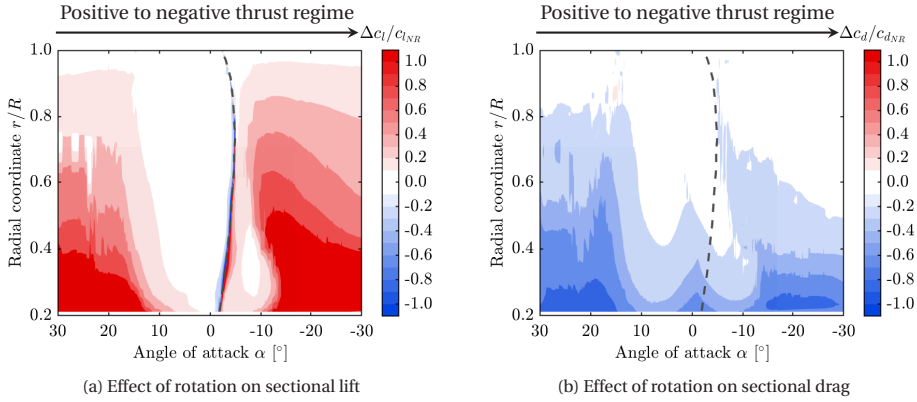 Positive to negative thrust regime
Δc_l/c_{l_{NR}}
1.0
0.8
0.6
0.4
0.2
Radial coordinate r/R
30 20 10 0 -10 -20 -30
Angle of attack α [°]
1.0
0.8
0.6
0.4
0.2
0.0
-0.2
-0.4
-0.6
-0.8
-1.0
(a) Effect of rotation on sectional lift
Positive to negative thrust regime
Δc_d/c_{d_{NR}}
1.0
0.8
0.6
0.4
0.2
Radial coordinate r/R
30 20 10 0 -10 -20 -30
Angle of attack α [°]
1.0
0.8
0.6
0.4
0.2
0.0
-0.2
-0.4
-0.6
-0.8
-1.0
(b) Effect of rotation on sectional drag